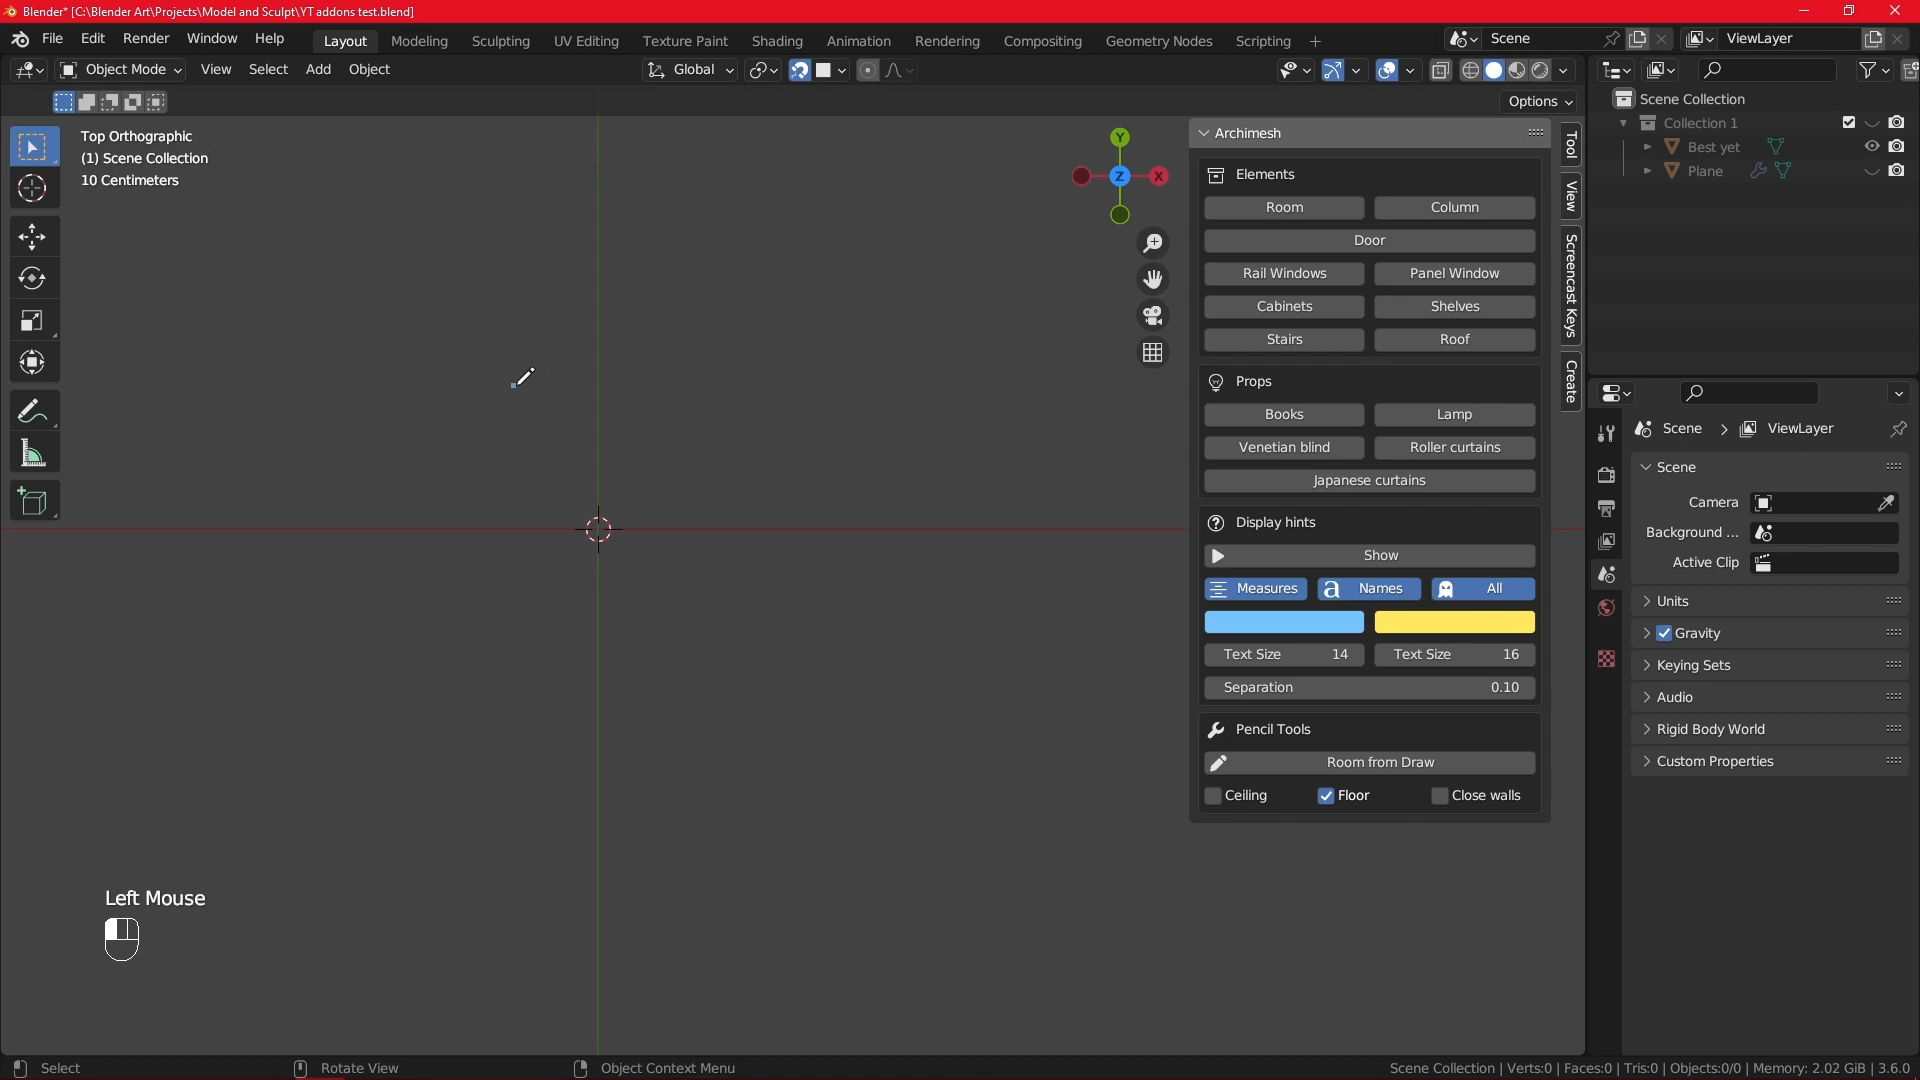 Blender* [C:\Blender Art\Projects\Model and Sculpt\YT addons test.blend]
File Edit Render Window Help Layout Modeling Sculpting UV Editing Texture Paint Shading Animation Rendering Compositing Geometry Nodes Scripting + Scene ViewLayer
Object Mode View Select Add Object Global
Options
Top Orthographic
(1) Scene Collection
10 Centimeters
Y
X
Z
Archimesh
Elements
Room Column
Door
Rail Windows Panel Window
Cabinets Shelves
Stairs Roof
Props
Books Lamp
Venetian blind Roller curtains
Japanese curtains
Display hints
Show
Measures a Names All
Text Size 14 Text Size 16
Separation 0.10
Pencil Tools
Room from Draw
Ceiling Floor Close walls
Tool
View
Screencast Keys
Create
Scene Collection
Collection 1
Best yet
Plane
Scene > ViewLayer
Scene
Camera
Background ...
Active Clip
Units
Gravity
Keying Sets
Audio
Rigid Body World
Custom Properties
Left Mouse
Select Rotate View Object Context Menu Scene Collection | Verts:0 | Faces:0 | Tris:0 | Objects:0/0 | Memory: 2.02 GiB | 3.6.0